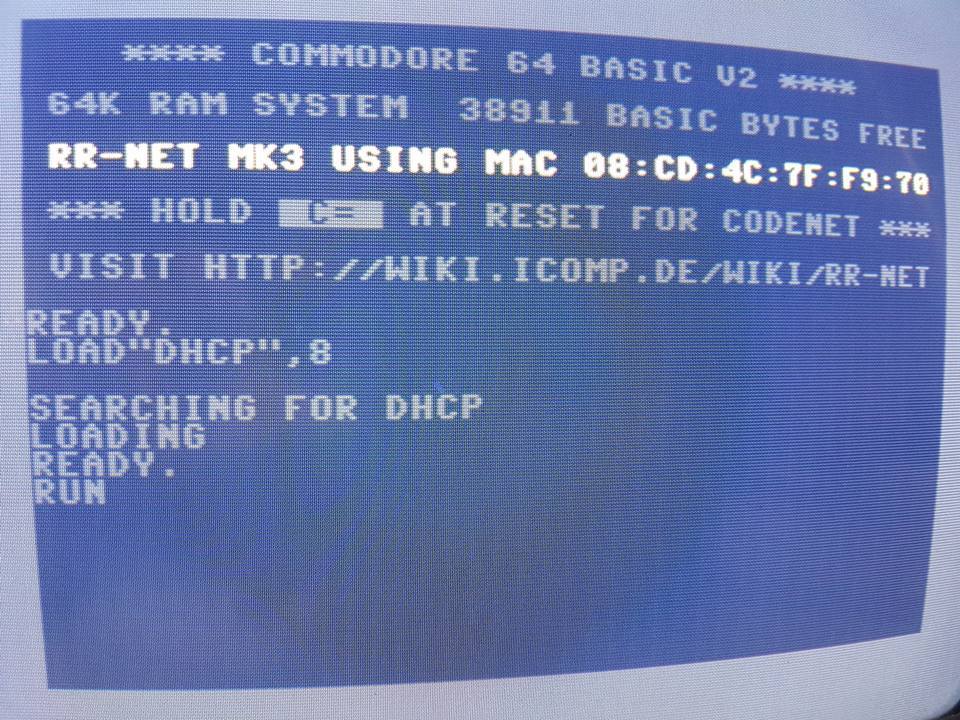 **** COMMODORE 64 BASIC V2 ****
64K RAM SYSTEM 38911 BASIC BYTES FREE
RR-NET MK3 USING MAC 08:CD:4C:7F:F9:70
*** HOLD C= AT RESET FOR CODENET ***
VISIT HTTP://WIKI.ICOMP.DE/WIKI/RR-NET
READY.
LOAD"DHCP",8
SEARCHING FOR DHCP
LOADING
READY.
RUN